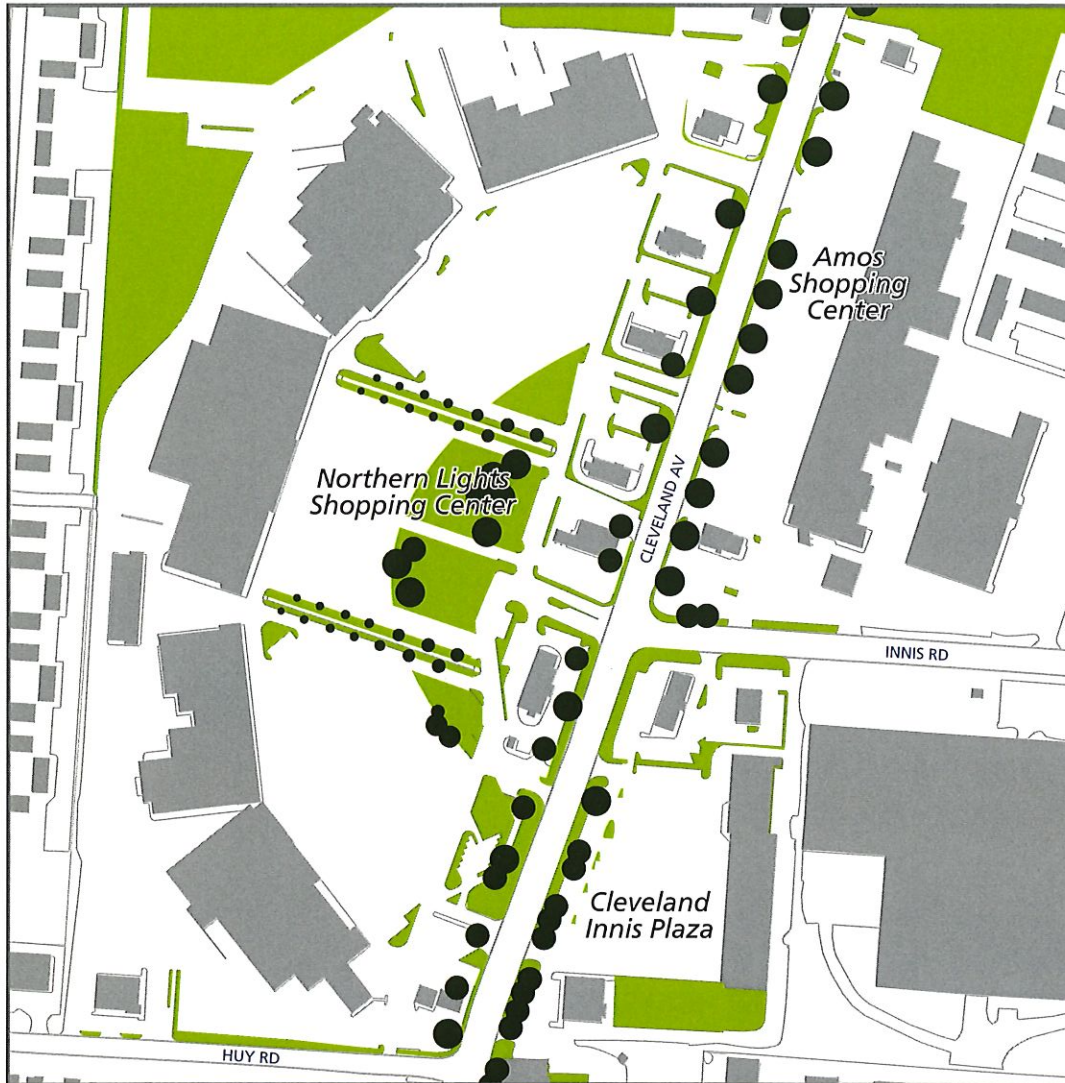 Amos
Shopping
Center
Northern Lights
Shopping Center
CLEVELAND AV
INNIS RD
Cleveland
Innis Plaza
HUY RD